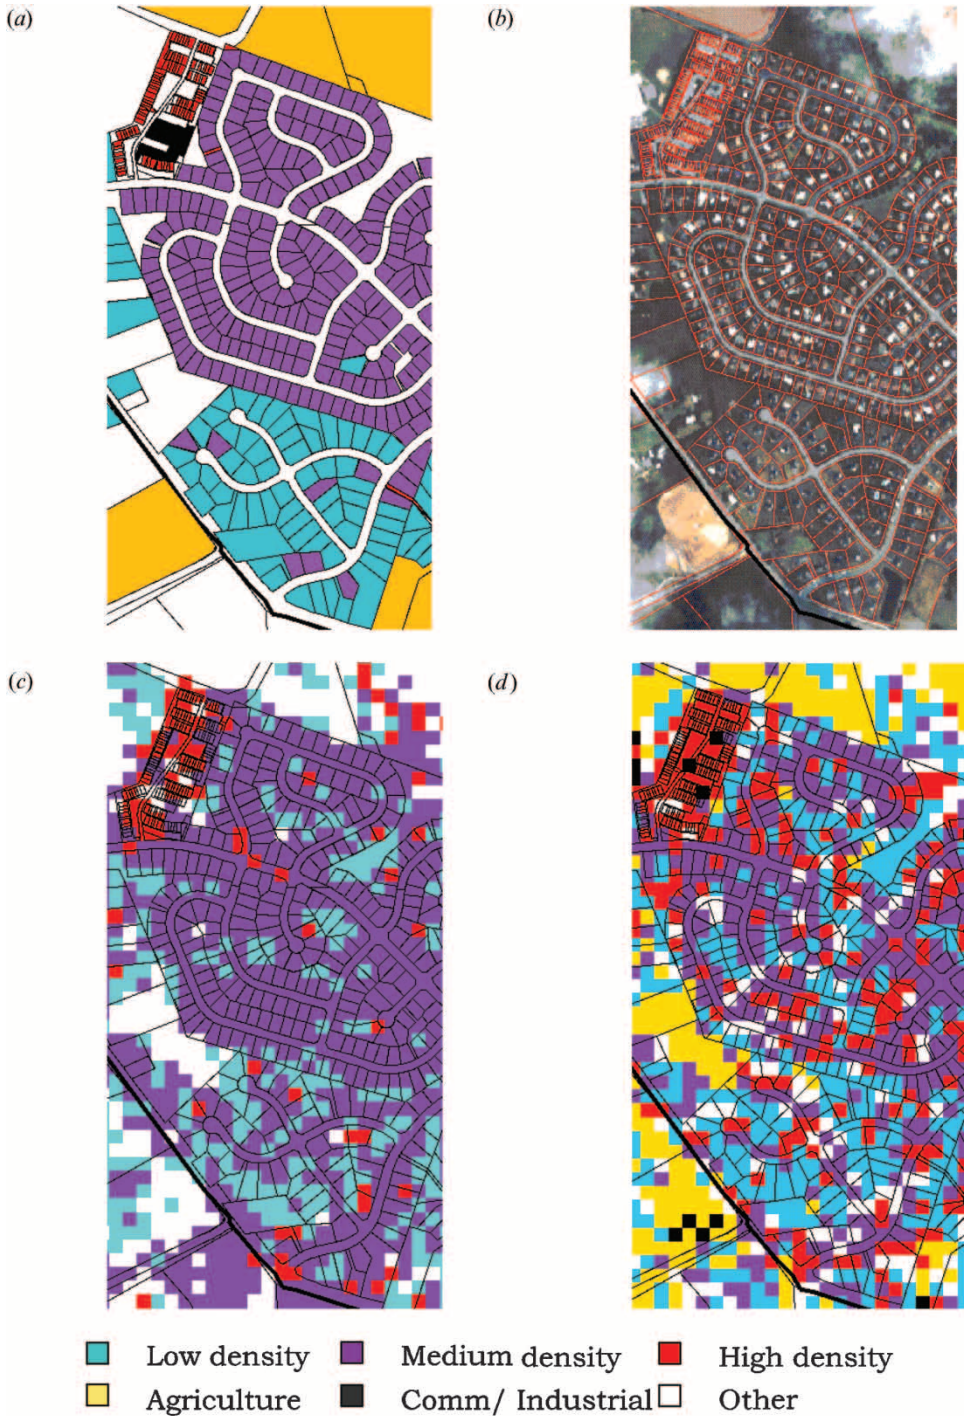 (a)
(b)
(c)
(d)
Low density
Medium density
High density
Agriculture
Comm/ Industrial
Other